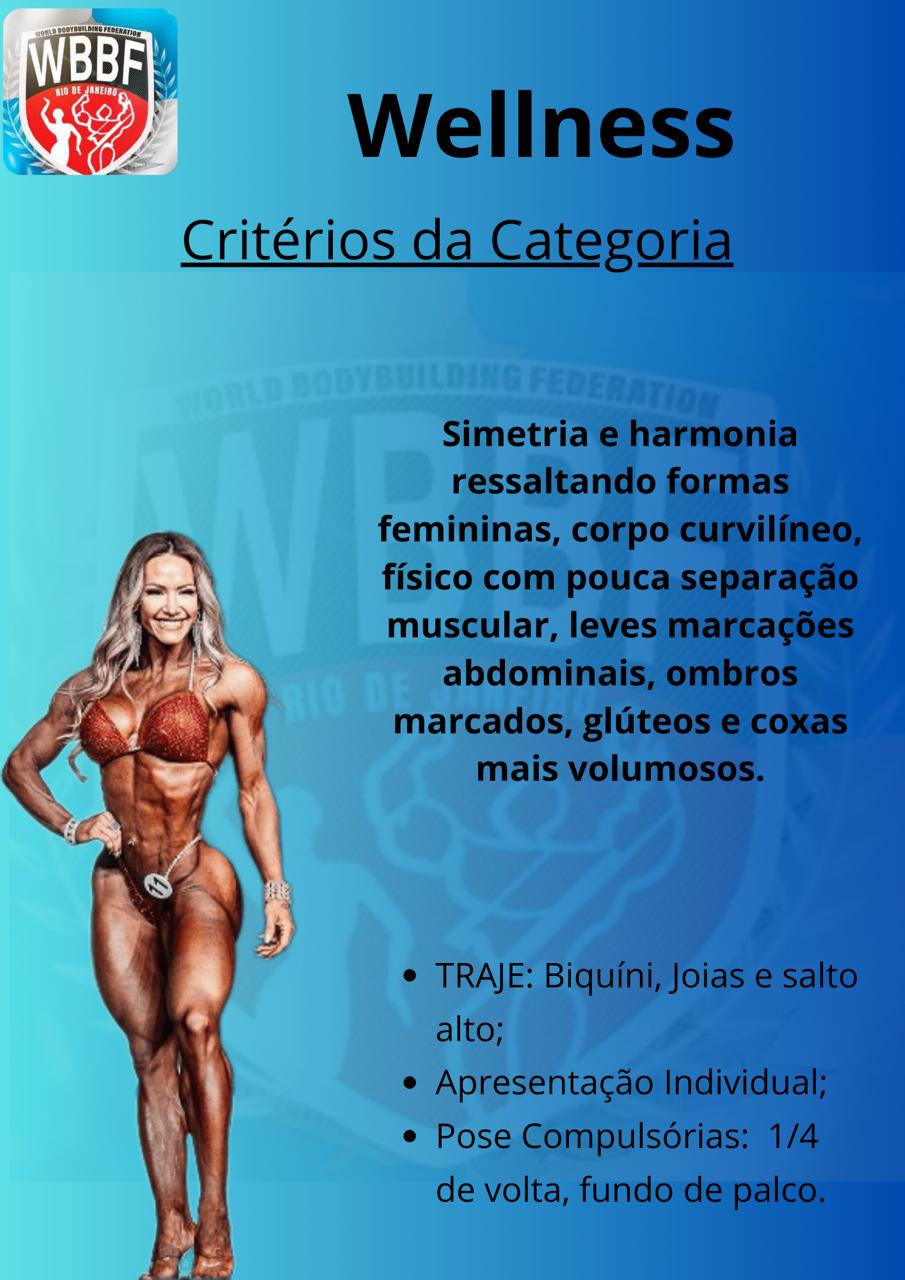 WORLD BODYBUILDING FEDERATION
WBBF
RIO DE JANEIRO
Wellness
Critérios da Categoria
WORLD BODYBUILDING FEDERATION
WBBF
RIO DE JANEIRO
Simetria e harmonia
ressaltando formas
femininas, corpo curvilíneo,
físico com pouca separação
muscular, leves marcações
abdominais, ombros
marcados, glúteos e coxas
mais volumosos.
11
• TRAJE: Biquíni, Joias e salto
alto;
• Apresentação Individual;
• Pose Compulsórias:  1/4
de volta, fundo de palco.